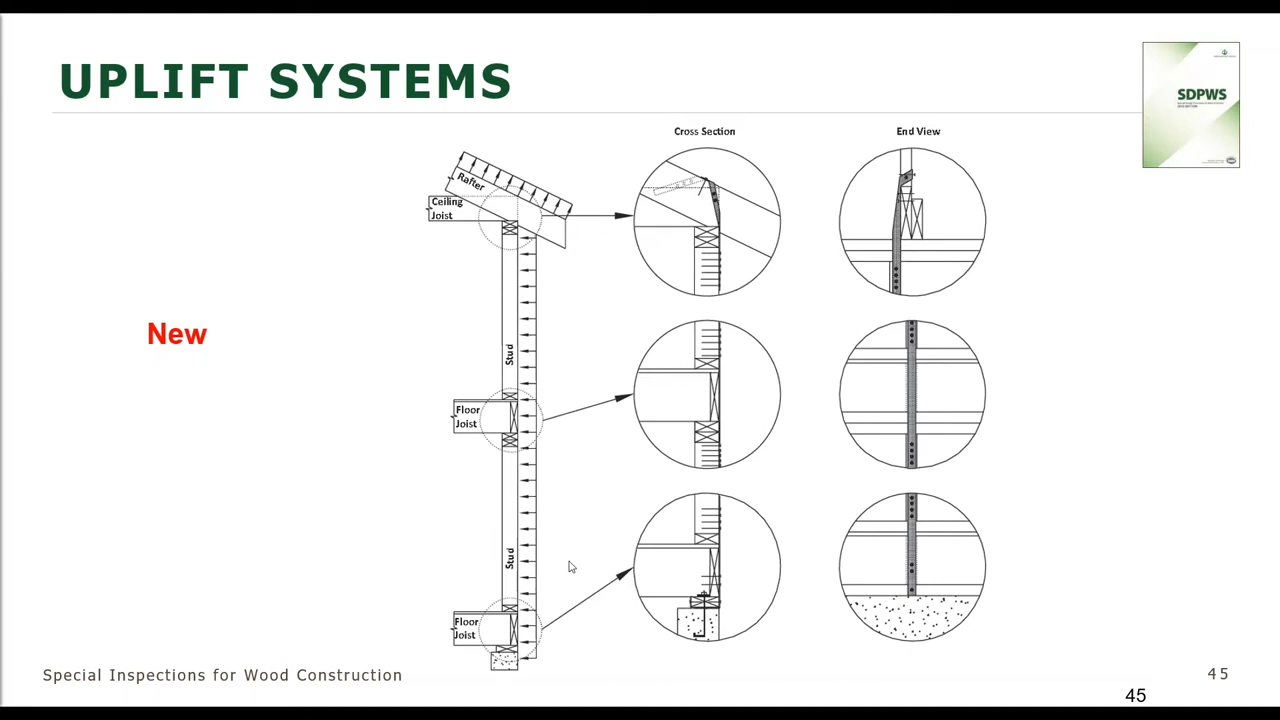 UPLIFT SYSTEMS
SDPWS
Cross Section
End View
Rafter
Ceiling
Joist
New
Stud
Floor
Joist
Stud
Floor
Joist
Special Inspections for Wood Construction
45
45